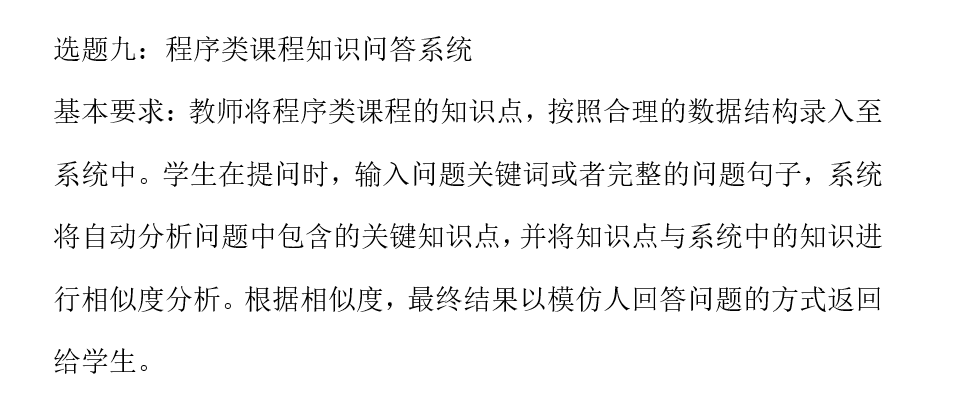 选题九：程序类课程知识问答系统
基本要求：教师将程序类课程的知识点，按照合理的数据结构录入至
系统中。学生在提问时，输入问题关键词或者完整的问题句子，系统
将自动分析问题中包含的关键知识点，并将知识点与系统中的知识进
行相似度分析。根据相似度，最终结果以模仿人回答问题的方式返回
给学生。